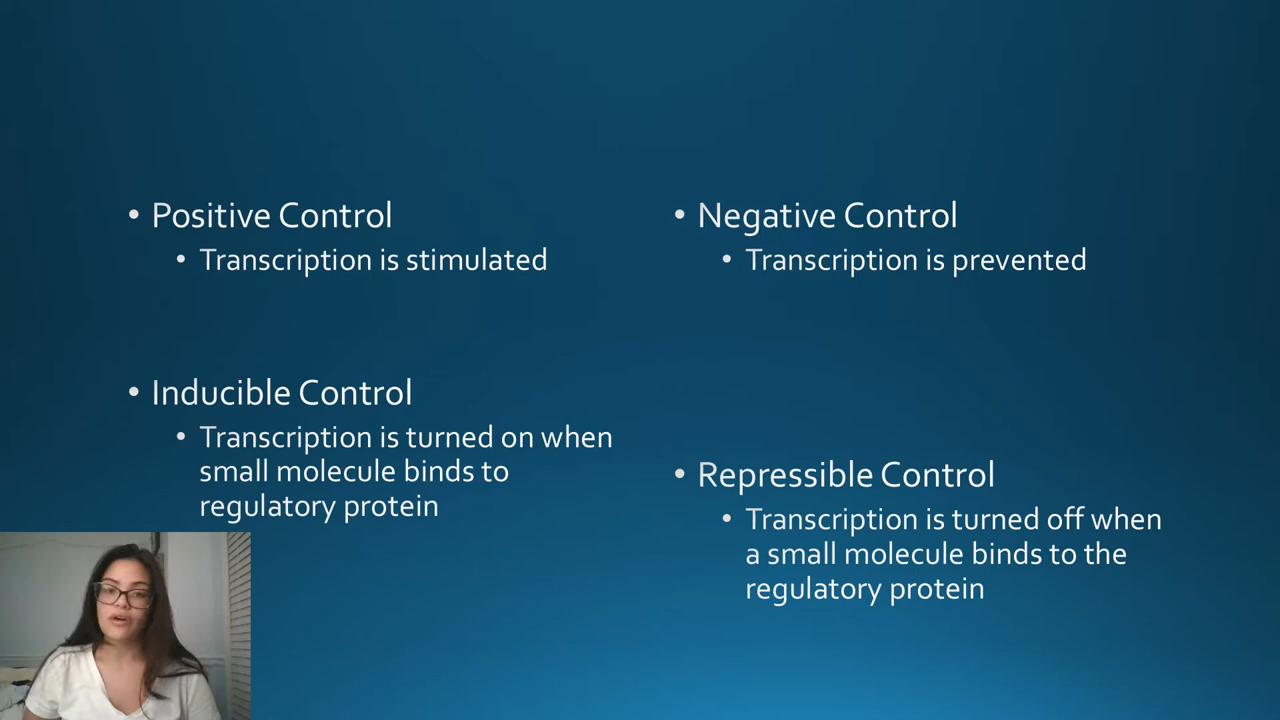 • Positive Control
• Transcription is stimulated
• Inducible Control
• Transcription is turned on when
small molecule binds to
regulatory protein
• Negative Control
• Transcription is prevented
• Repressible Control
• Transcription is turned off when
a small molecule binds to the
regulatory protein